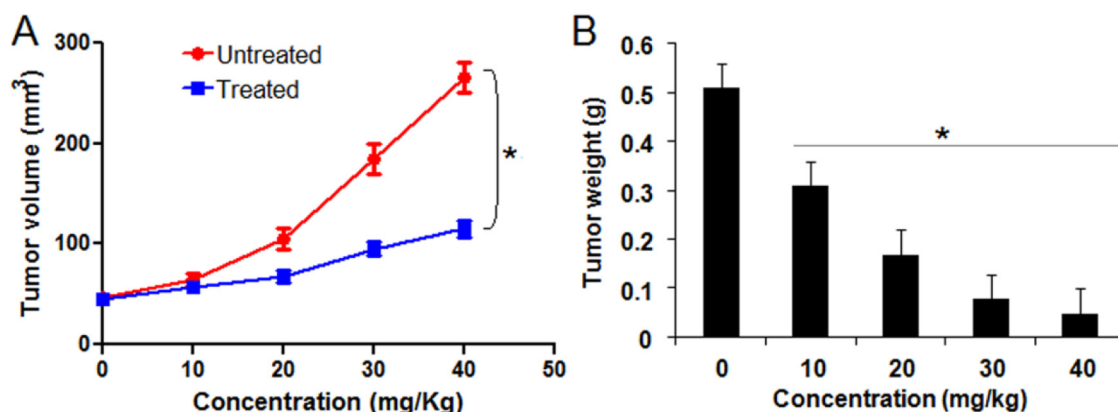 A
300
200
100
0
Tumor volume (mm³)
Untreated
Treated
*
0 10 20 30 40 50
Concentration (mg/Kg)
B
0.6
0.5
0.4
0.3
0.2
0.1
0
Tumor weight (g)
*
0 10 20 30 40
Concentration (mg/kg)